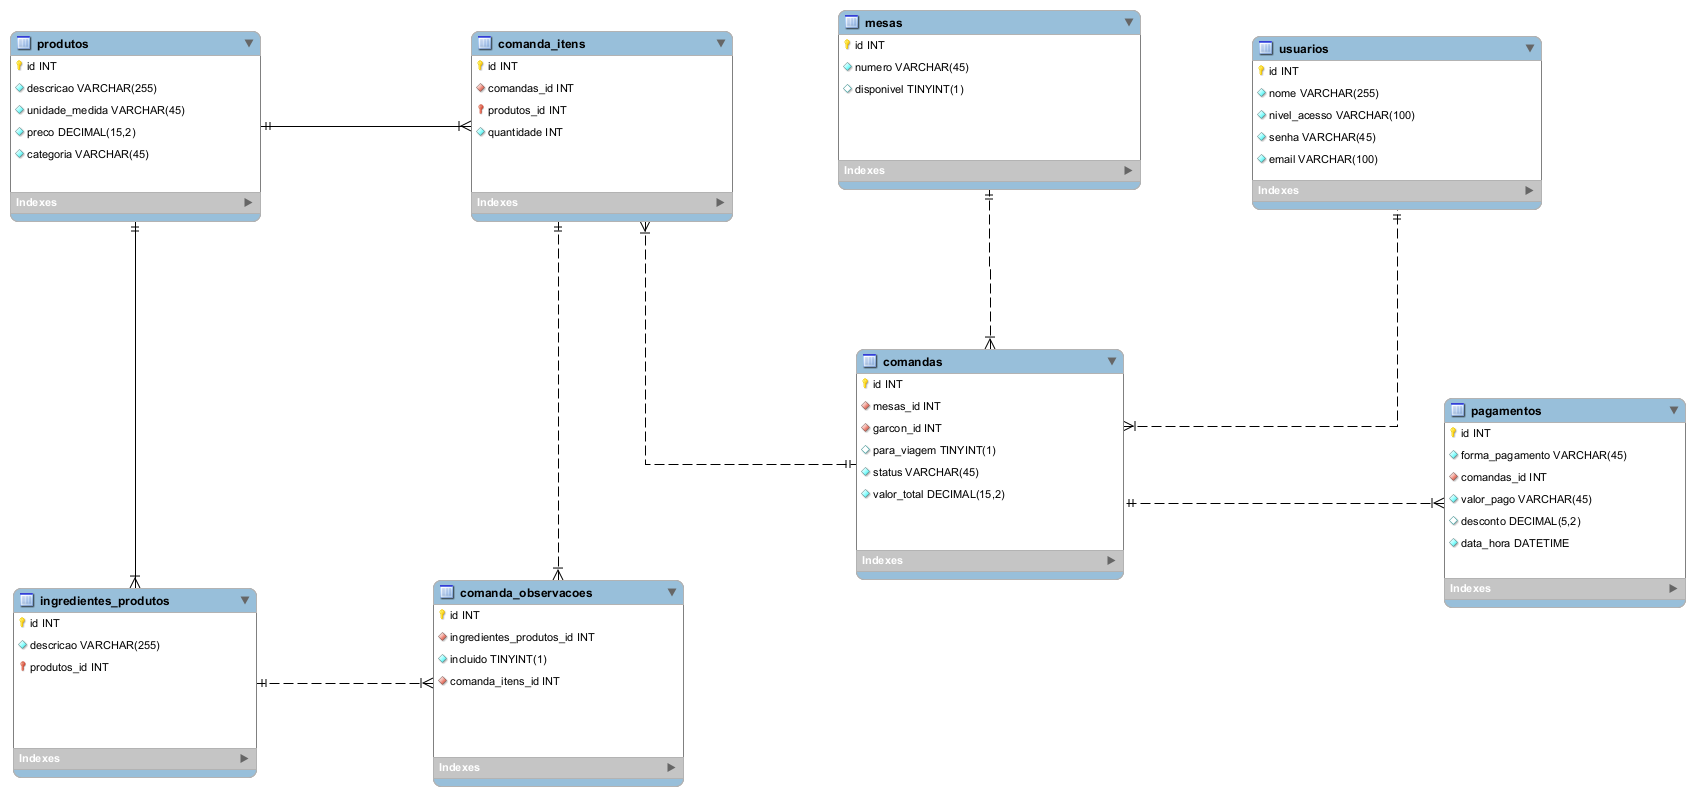 produtos
id INT
descricao VARCHAR(255)
unidade_medida VARCHAR(45)
preco DECIMAL(15,2)
categoria VARCHAR(45)
Indexes
comanda_itens
id INT
comandas_id INT
produtos_id INT
quantidade INT
Indexes
mesas
id INT
numero VARCHAR(45)
disponivel TINYINT(1)
Indexes
usuarios
id INT
nome VARCHAR(255)
nivel_acesso VARCHAR(100)
senha VARCHAR(45)
email VARCHAR(100)
Indexes
comandas
id INT
mesas_id INT
garcon_id INT
para_viagem TINYINT(1)
status VARCHAR(45)
valor_total DECIMAL(15,2)
Indexes
pagamentos
id INT
forma_pagamento VARCHAR(45)
comandas_id INT
valor_pago VARCHAR(45)
desconto DECIMAL(5,2)
data_hora DATETIME
Indexes
ingredientes_produtos
id INT
descricao VARCHAR(255)
produtos_id INT
Indexes
comanda_observacoes
id INT
ingredientes_produtos_id INT
incluido TINYINT(1)
comanda_itens_id INT
Indexes